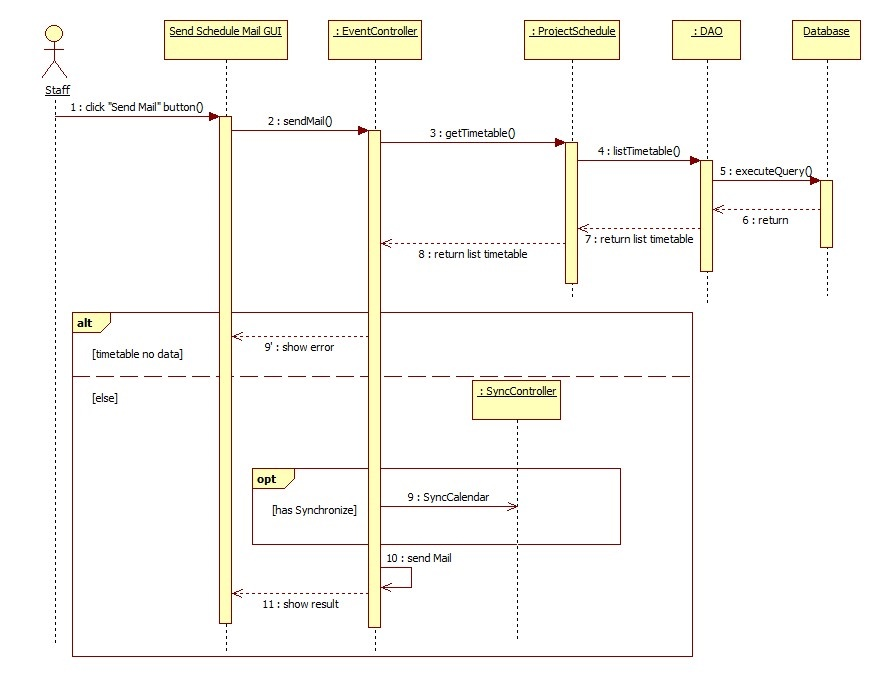 Send Schedule Mail GUI
: EventController
: ProjectSchedule
: DAO
Database
Staff
1 : click "Send Mail" button()
2 : sendMail()
3 : getTimetable()
4 : listTimetable()
5 : executeQuery()
6 : return
7 : return list timetable
8 : return list timetable
alt
9' : show error
[timetable no data]
[else]
: SyncController
opt
9 : SyncCalendar
[has Synchronize]
10 : send Mail
11 : show result